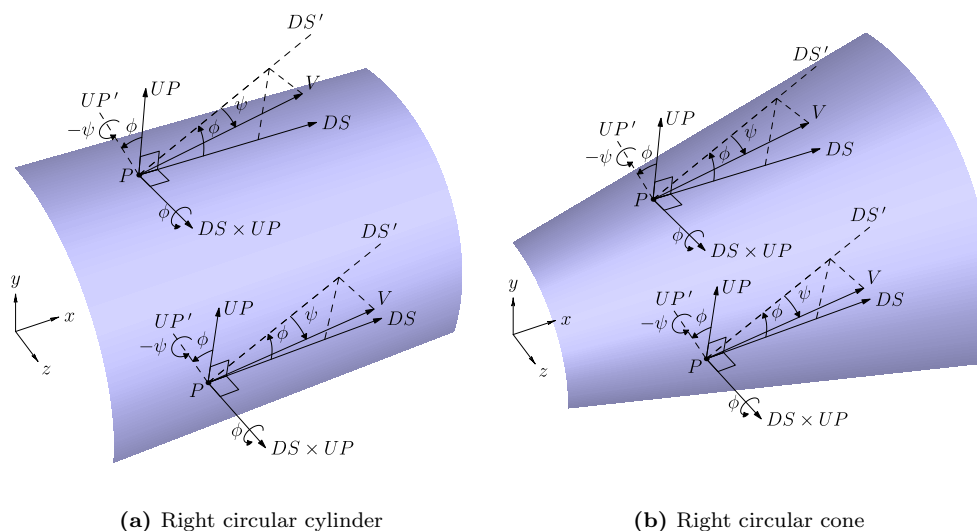 DS′
V
UP
UP′
−ψ
ϕ
ψ
ϕ
DS
P
ϕ
DS × UP
DS′
UP
V
UP′
ϕ
−ψ
ψ
ϕ
DS
P
ϕ
DS × UP
y
x
z
(a) Right circular cylinder
DS′
UP
V
UP′
−ψ
ϕ
ψ
ϕ
DS
P
ϕ
DS × UP
DS′
UP
V
UP′
ϕ
−ψ
ψ
ϕ
DS
P
ϕ
DS × UP
y
x
z
(b) Right circular cone